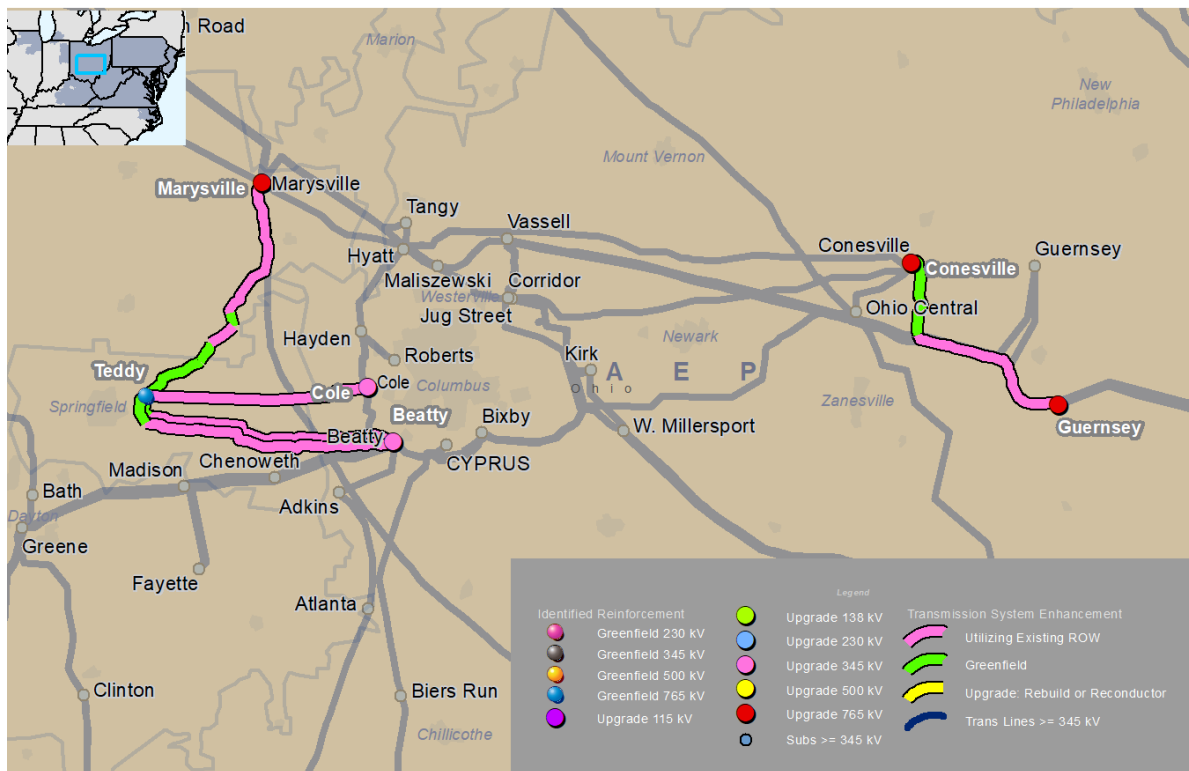 n Road
Marion
New
Philadelphia
Mount Vernon
Marysville
Marysville
Tangy
Vassell
Hyatt
Conesville
Guernsey
Conesville
Maliszewski
Corridor
Westerville
Jug Street
Ohio Central
Hayden
Newark
Roberts
Kirk
A E P
Ohio
Teddy
Cole
Columbus
Cole
Springfield
Beatty
Zanesville
Bixby
Guernsey
Beatty
W. Millersport
Chenoweth
CYPRUS
Madison
Bath
Adkins
Dayton
Greene
Fayette
Atlanta
Clinton
Biers Run
Chillicothe
Legend
Identified Reinforcement
Greenfield 230 kV
Greenfield 345 kV
Greenfield 500 kV
Greenfield 765 kV
Upgrade 115 kV
Upgrade 138 kV
Upgrade 230 kV
Upgrade 345 kV
Upgrade 500 kV
Upgrade 765 kV
Subs >= 345 kV
Transmission System Enhancement
Utilizing Existing ROW
Greenfield
Upgrade: Rebuild or Reconductor
Trans Lines >= 345 kV